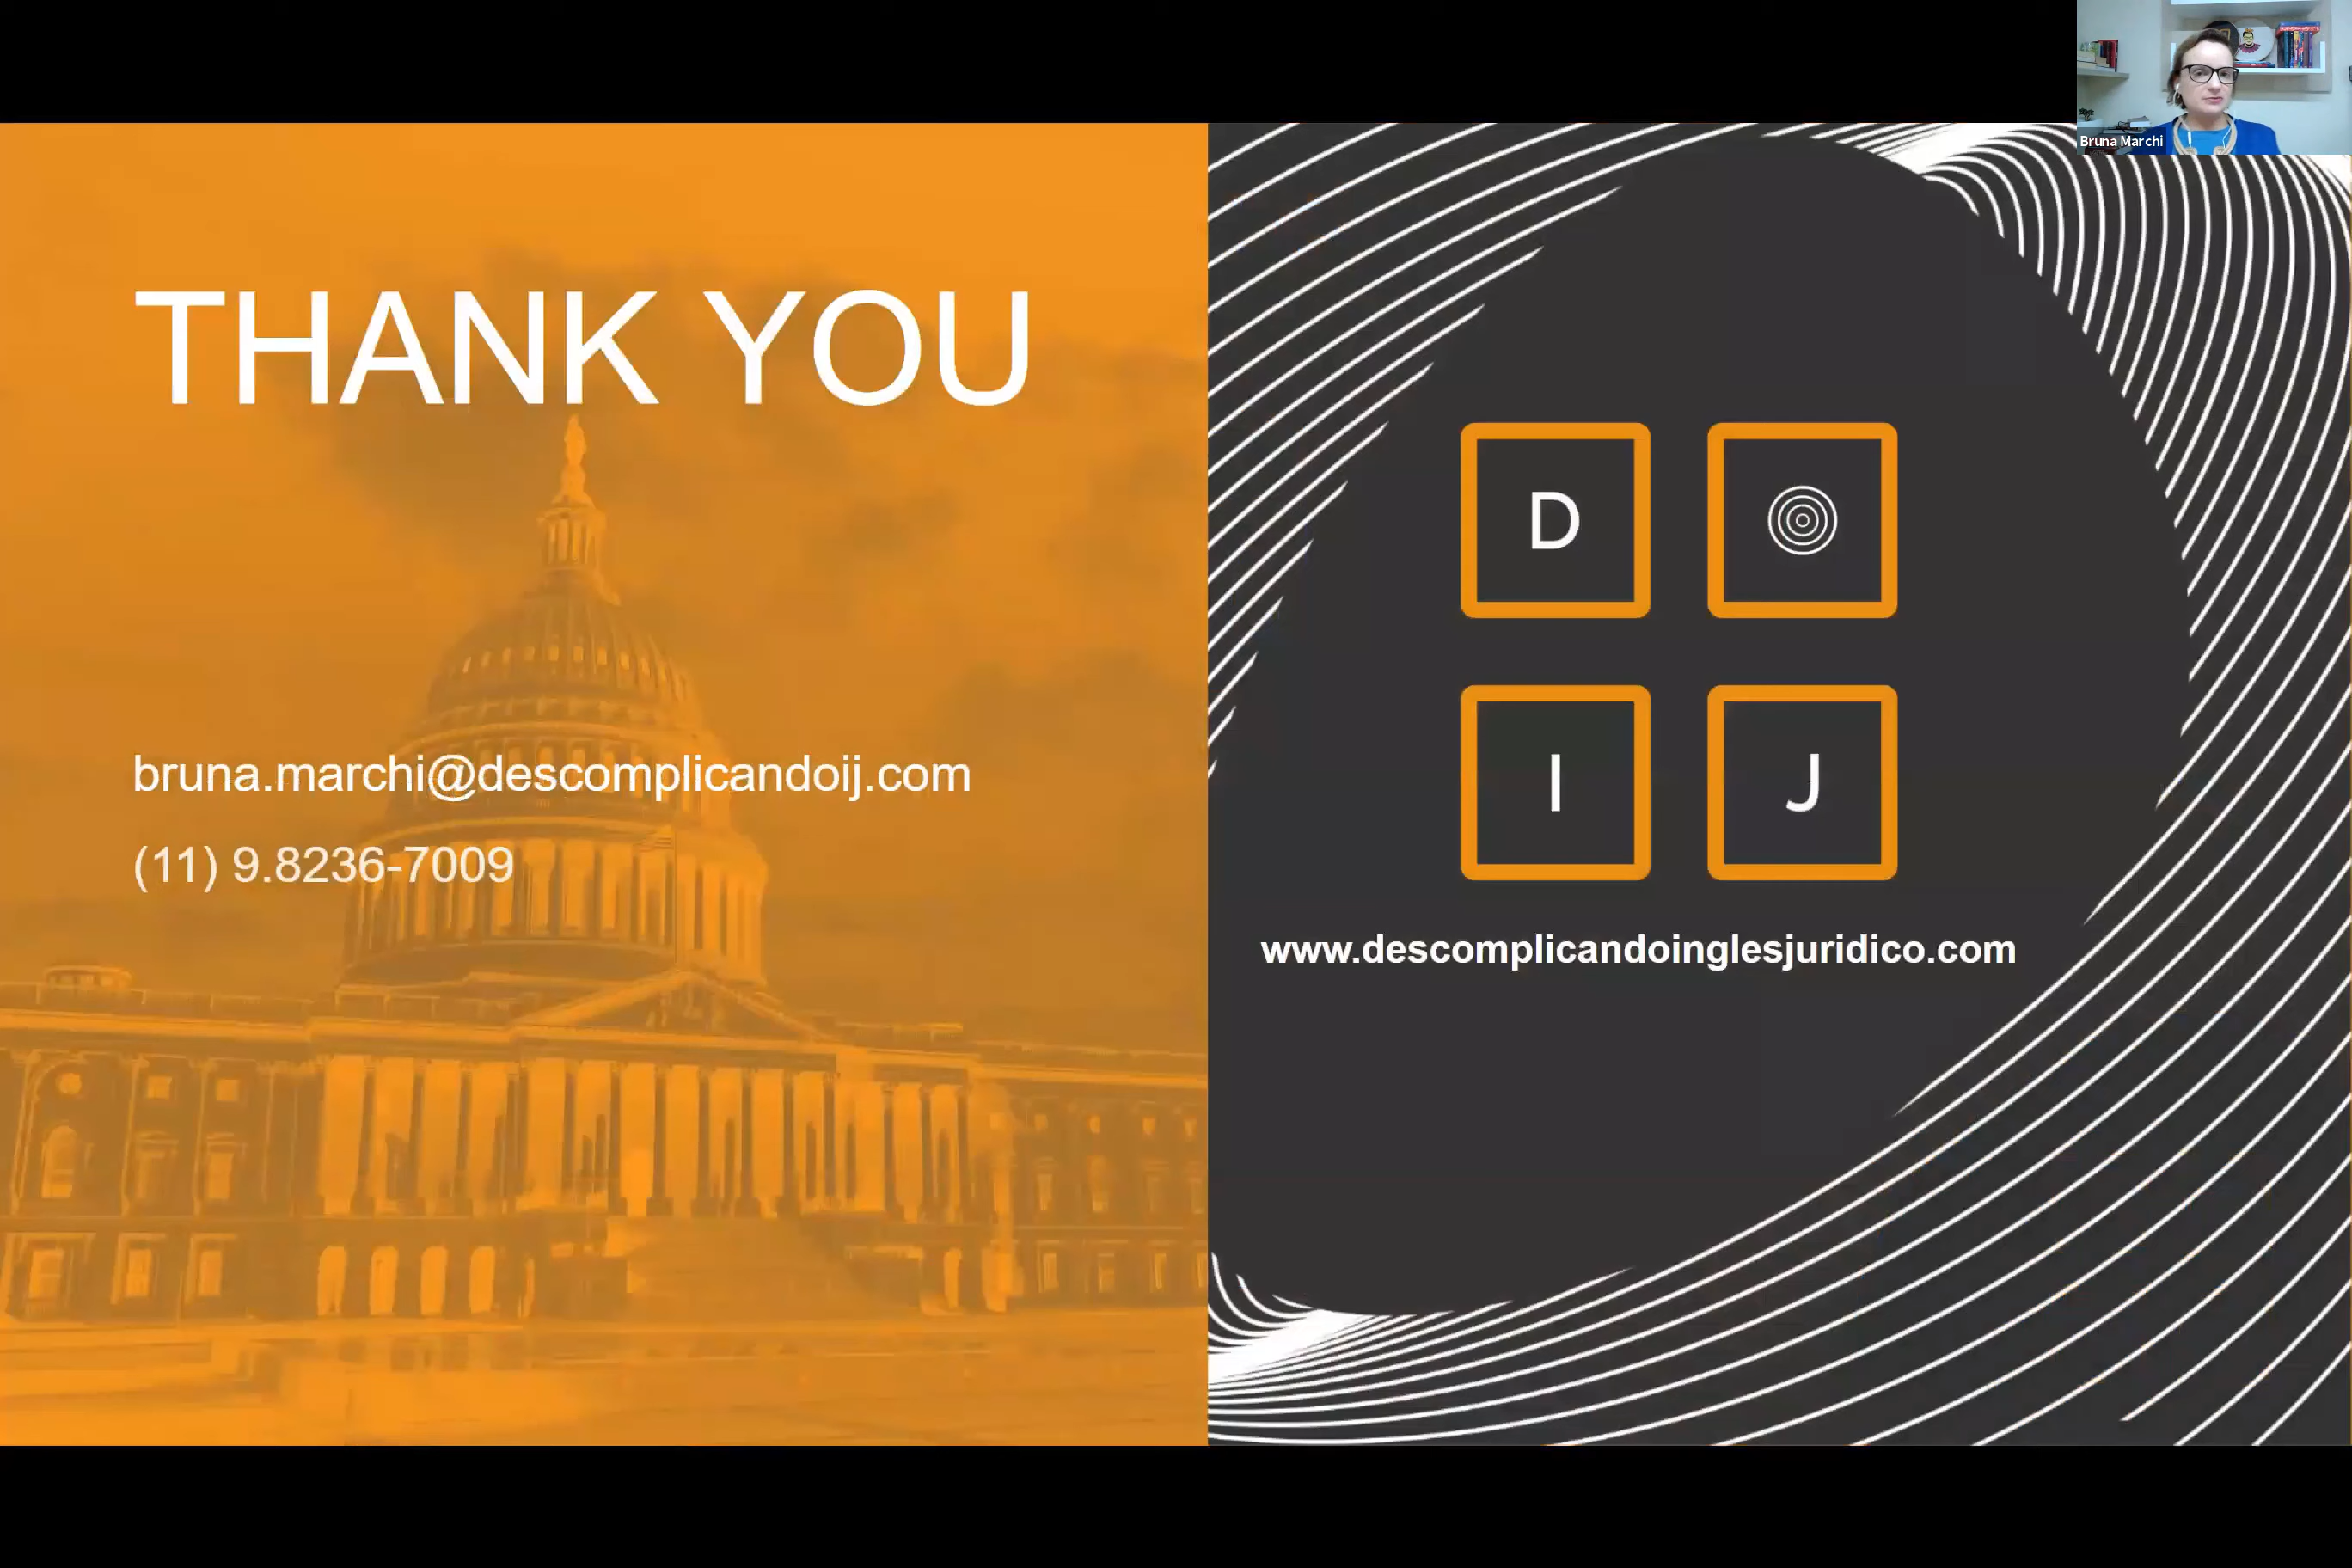 Bruna Marchi
THANK YOU
bruna.marchi@descomplicandoij.com
(11) 9.8236-7009
D
I J
www.descomplicandoinglesjuridico.com